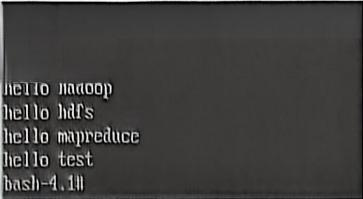 hello hadoop
hello hdfs
hello mapreduce
hello test
bash-4.1#